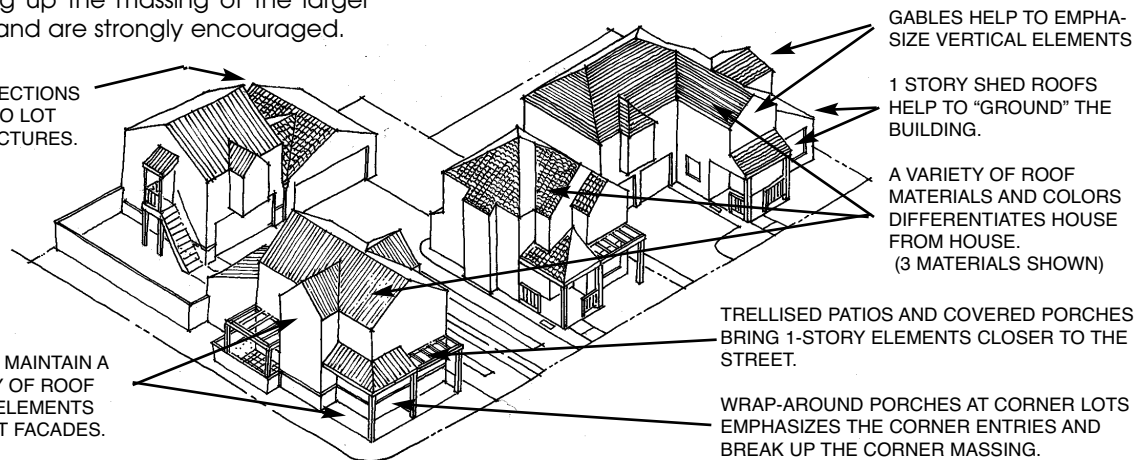 up the massing of the larger
and are strongly encouraged.
GABLES HELP TO EMPHA-
SIZE VERTICAL ELEMENTS
1 STORY SHED ROOFS
HELP TO "GROUND" THE
BUILDING.
A VARIETY OF ROOF
MATERIALS AND COLORS
DIFFERENTIATES HOUSE
FROM HOUSE.
(3 MATERIALS SHOWN)
TRELLISED PATIOS AND COVERED PORCHES
BRING 1-STORY ELEMENTS CLOSER TO THE
STREET.
WRAP-AROUND PORCHES AT CORNER LOTS
EMPHASIZES THE CORNER ENTRIES AND
BREAK UP THE CORNER MASSING.
ECTIONS
O LOT
CTURES.
MAINTAIN A
Y OF ROOF
ELEMENTS
T FACADES.